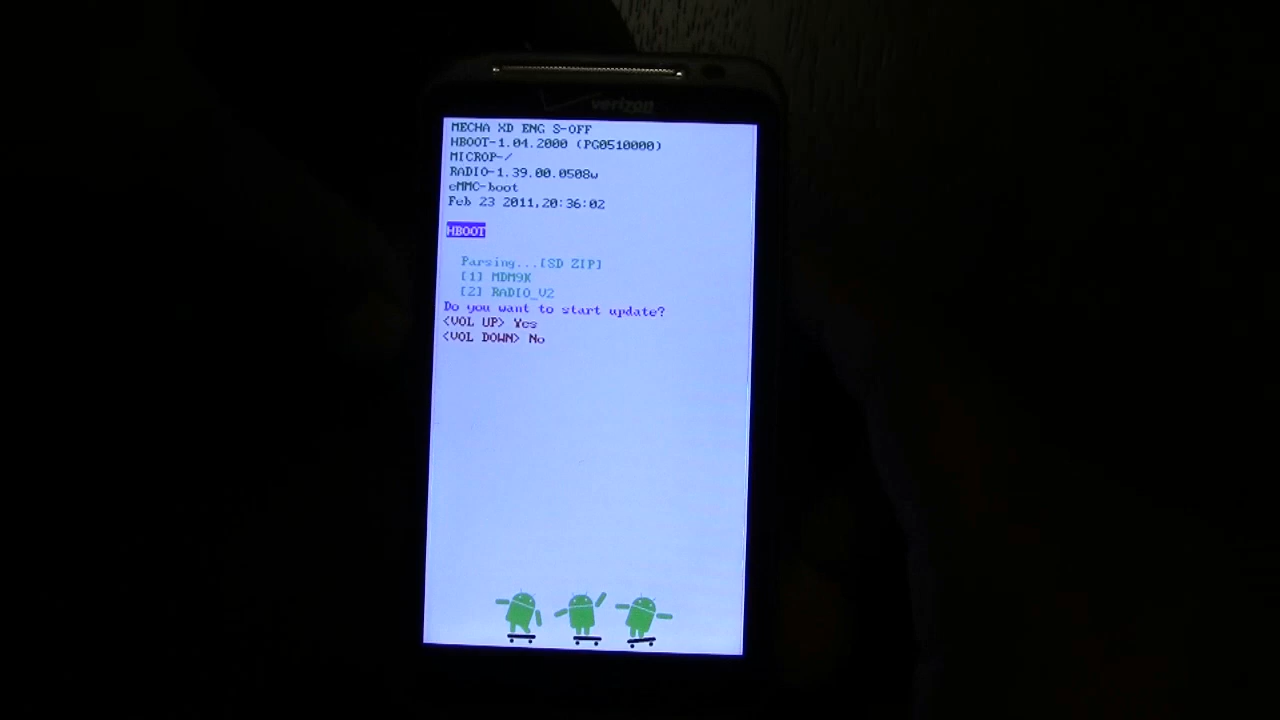 verizon
MECHA XD ENG S-OFF
HBOOT-1.04.2000 (PG0510000)
MICROP-/
RADIO-1.39.00.0508w
eMMC-boot
Feb 23 2011,20:36:02
HBOOT
Parsing...[SD ZIP]
[1] MDM9K
[2] RADIO_V2
Do you want to start update?
<VOL UP> Yes
<VOL DOWN> No